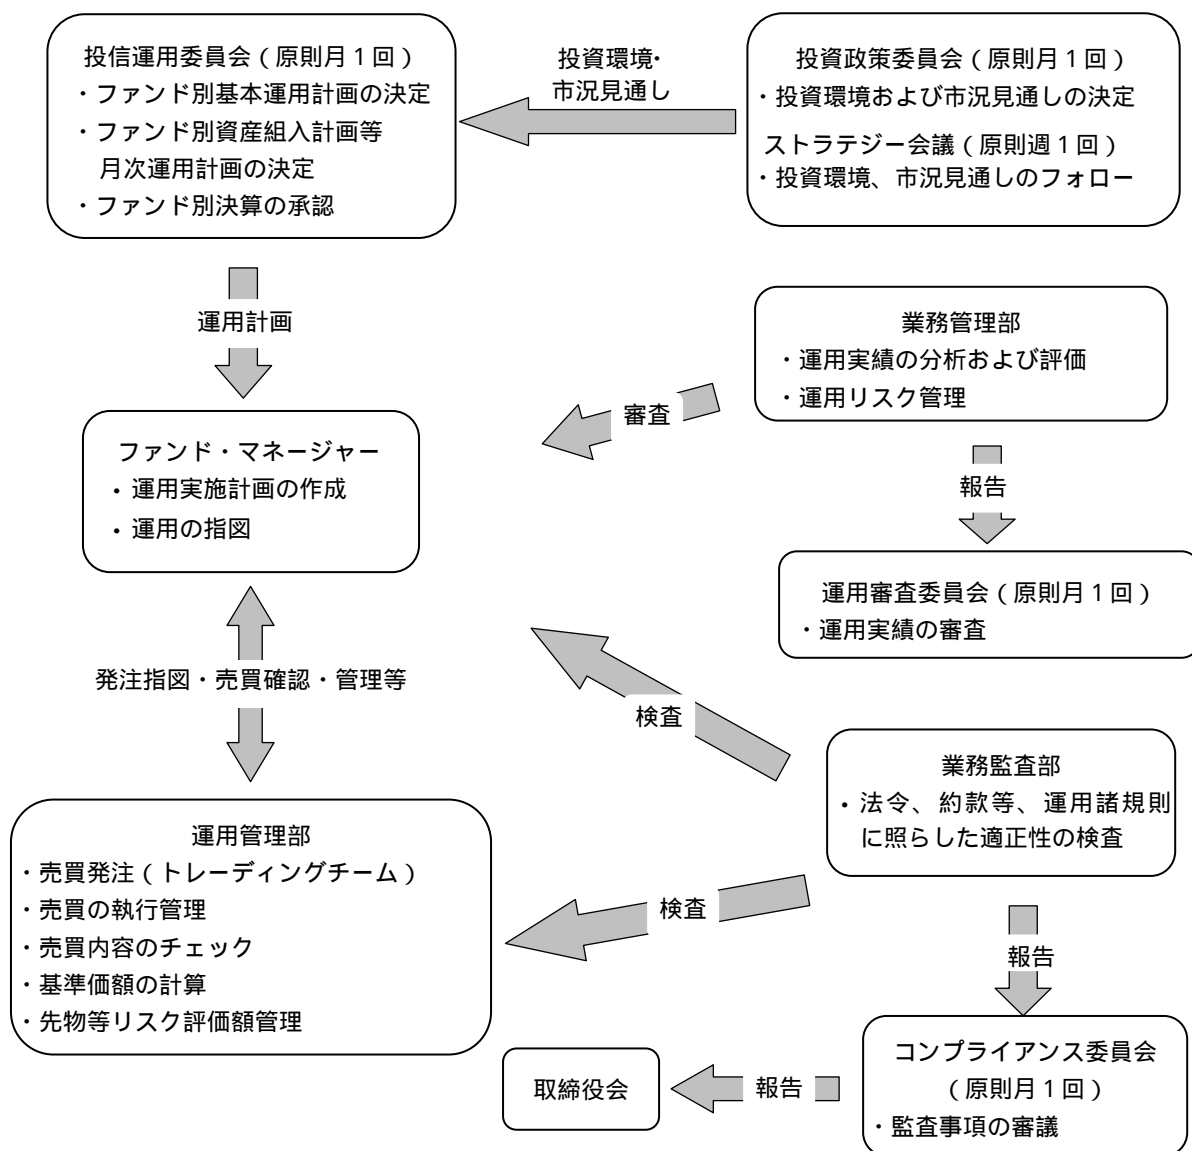 投信運用委員会（原則月１回）
・ファンド別基本運用計画の決定
・ファンド別資産組入計画等
月次運用計画の決定
・ファンド別決算の承認
投資環境・
市況見通し
投資政策委員会（原則月１回）
・投資環境および市況見通しの決定
ストラテジー会議（原則週１回）
・投資環境、市況見通しのフォロー
運用計画
業務管理部
・運用実績の分析および評価
・運用リスク管理
審査
ファンド・マネージャー
・運用実施計画の作成
・運用の指図
報告
運用審査委員会（原則月１回）
・運用実績の審査
発注指図・売買確認・管理等
検査
業務監査部
・法令、約款等、運用諸規則
に照らした適正性の検査
運用管理部
・売買発注（トレーディングチーム）
・売買の執行管理
・売買内容のチェック
・基準価額の計算
・先物等リスク評価額管理
検査
報告
コンプライアンス委員会
（原則月１回）
・監査事項の審議
報告
取締役会